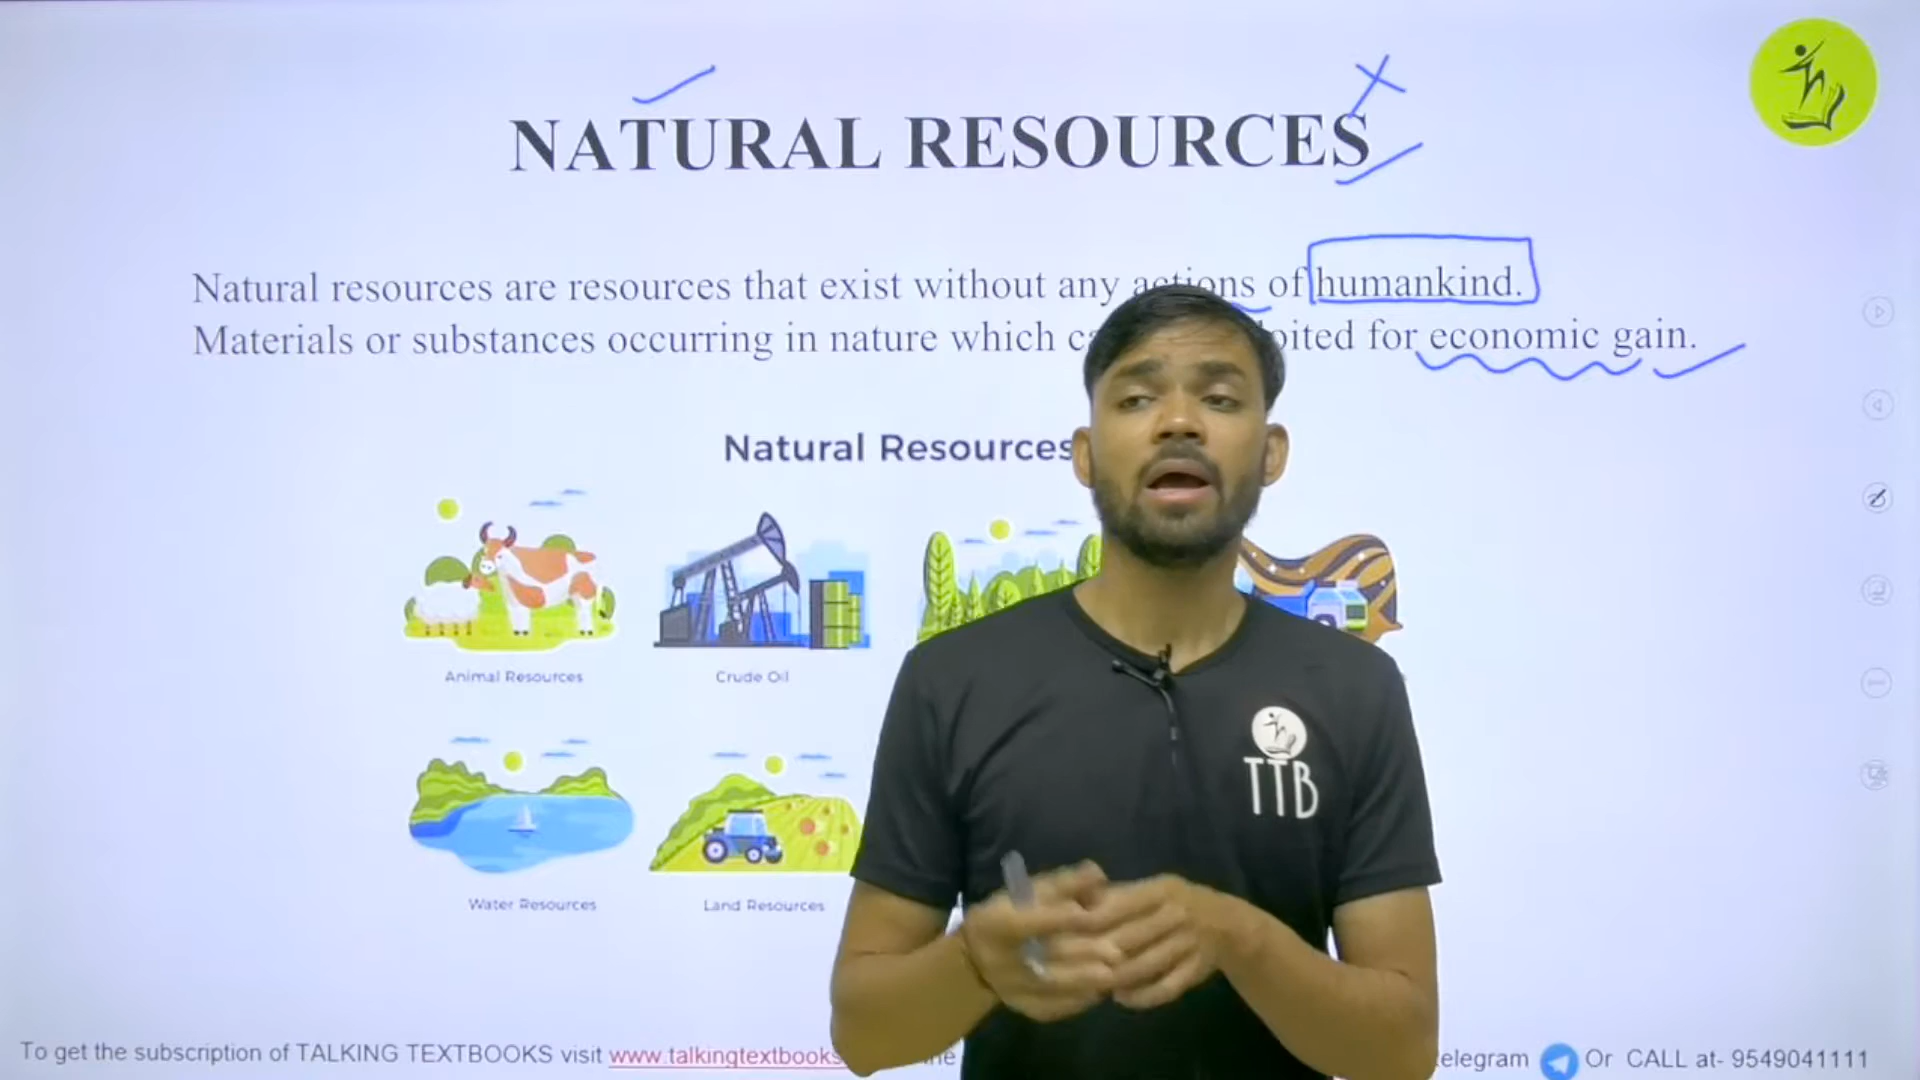 NATURAL RESOURCES
Natural resources are resources that exist without any actions of humankind.
Materials or substances occurring in nature which oited for economic gain.
Natural Resources
Animal Resources
Crude Oil
Water Resources
Land Resources
TTB
To get the subscription of TALKING TEXTBOOKS visit www.talkingtextbooks elegram Or CALL at- 9549041111